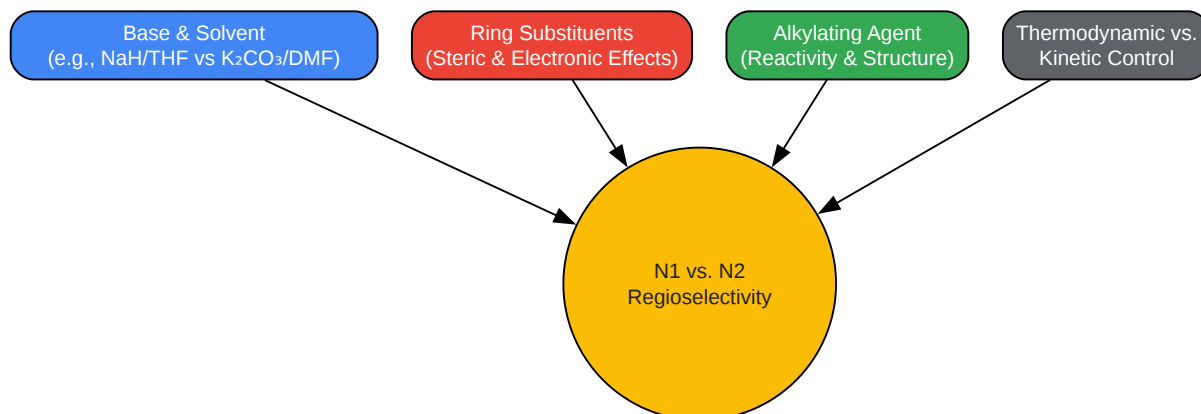 Base & Solvent
(e.g., NaH/THF vs K₂CO₃/DMF)
Ring Substituents
(Steric & Electronic Effects)
Alkylating Agent
(Reactivity & Structure)
Thermodynamic vs.
Kinetic Control
N1 vs. N2
Regioselectivity